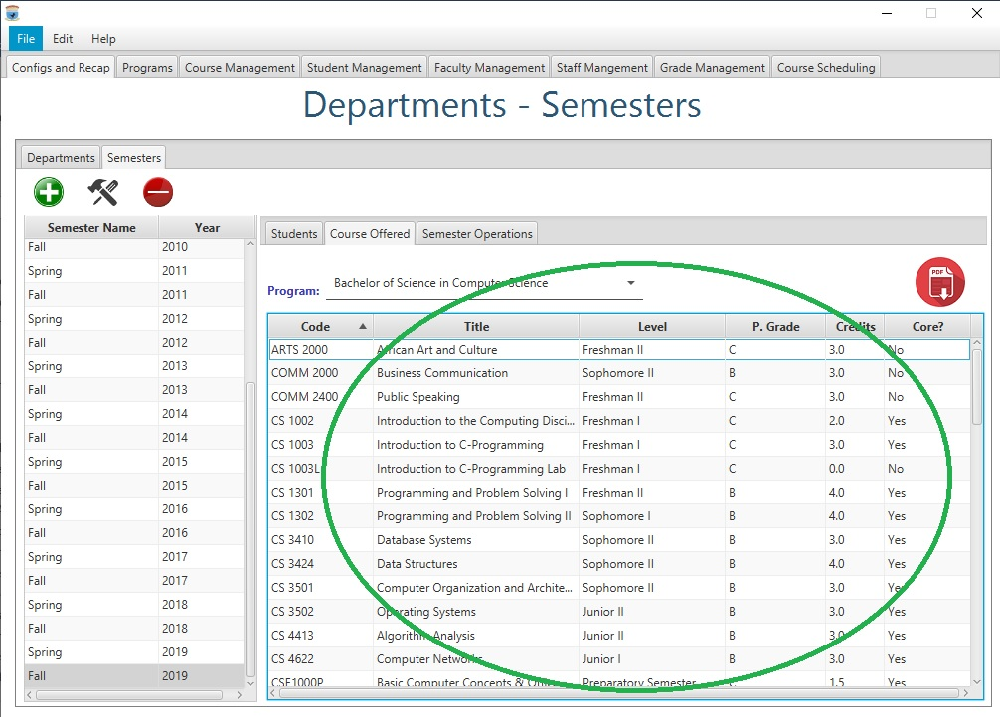 File Edit Help
Configs and Recap Programs Course Management Student Management Faculty Management Staff Mangement Grade Management Course Scheduling
Departments - Semesters
Departments Semesters
Semester Name Year
Fall 2010
Spring 2011
Fall 2011
Spring 2012
Fall 2012
Spring 2013
Fall 2013
Spring 2014
Fall 2014
Spring 2015
Fall 2015
Spring 2016
Fall 2016
Spring 2017
Fall 2017
Spring 2018
Fall 2018
Spring 2019
Fall 2019
Students Course Offered Semester Operations
Program: Bachelor of Science in Computer Science
PDF
Code Title Level P. Grade Credits Core?
ARTS 2000 African Art and Culture Freshman II C 3.0 No
COMM 2000 Business Communication Sophomore II B 3.0 No
COMM 2400 Public Speaking Freshman II C 3.0 No
CS 1002 Introduction to the Computing Disci... Freshman I C 2.0 Yes
CS 1003 Introduction to C-Programming Freshman I C 3.0 Yes
CS 1003L Introduction to C-Programming Lab Freshman I C 0.0 No
CS 1301 Programming and Problem Solving I Freshman II B 4.0 Yes
CS 1302 Programming and Problem Solving II Sophomore I B 4.0 Yes
CS 3410 Database Systems Sophomore II B 3.0 Yes
CS 3424 Data Structures Sophomore II B 4.0 Yes
CS 3501 Computer Organization and Archite... Sophomore II B 3.0 Yes
CS 3502 Operating Systems Junior II B 3.0 Yes
CS 4413 Algorithm Analysis Junior II B 3.0 Yes
CS 4622 Computer Networks Junior I B 3.0 Yes
CSE1000P Basic Computer Concepts & Preparatory Semester C 1.5 Yes